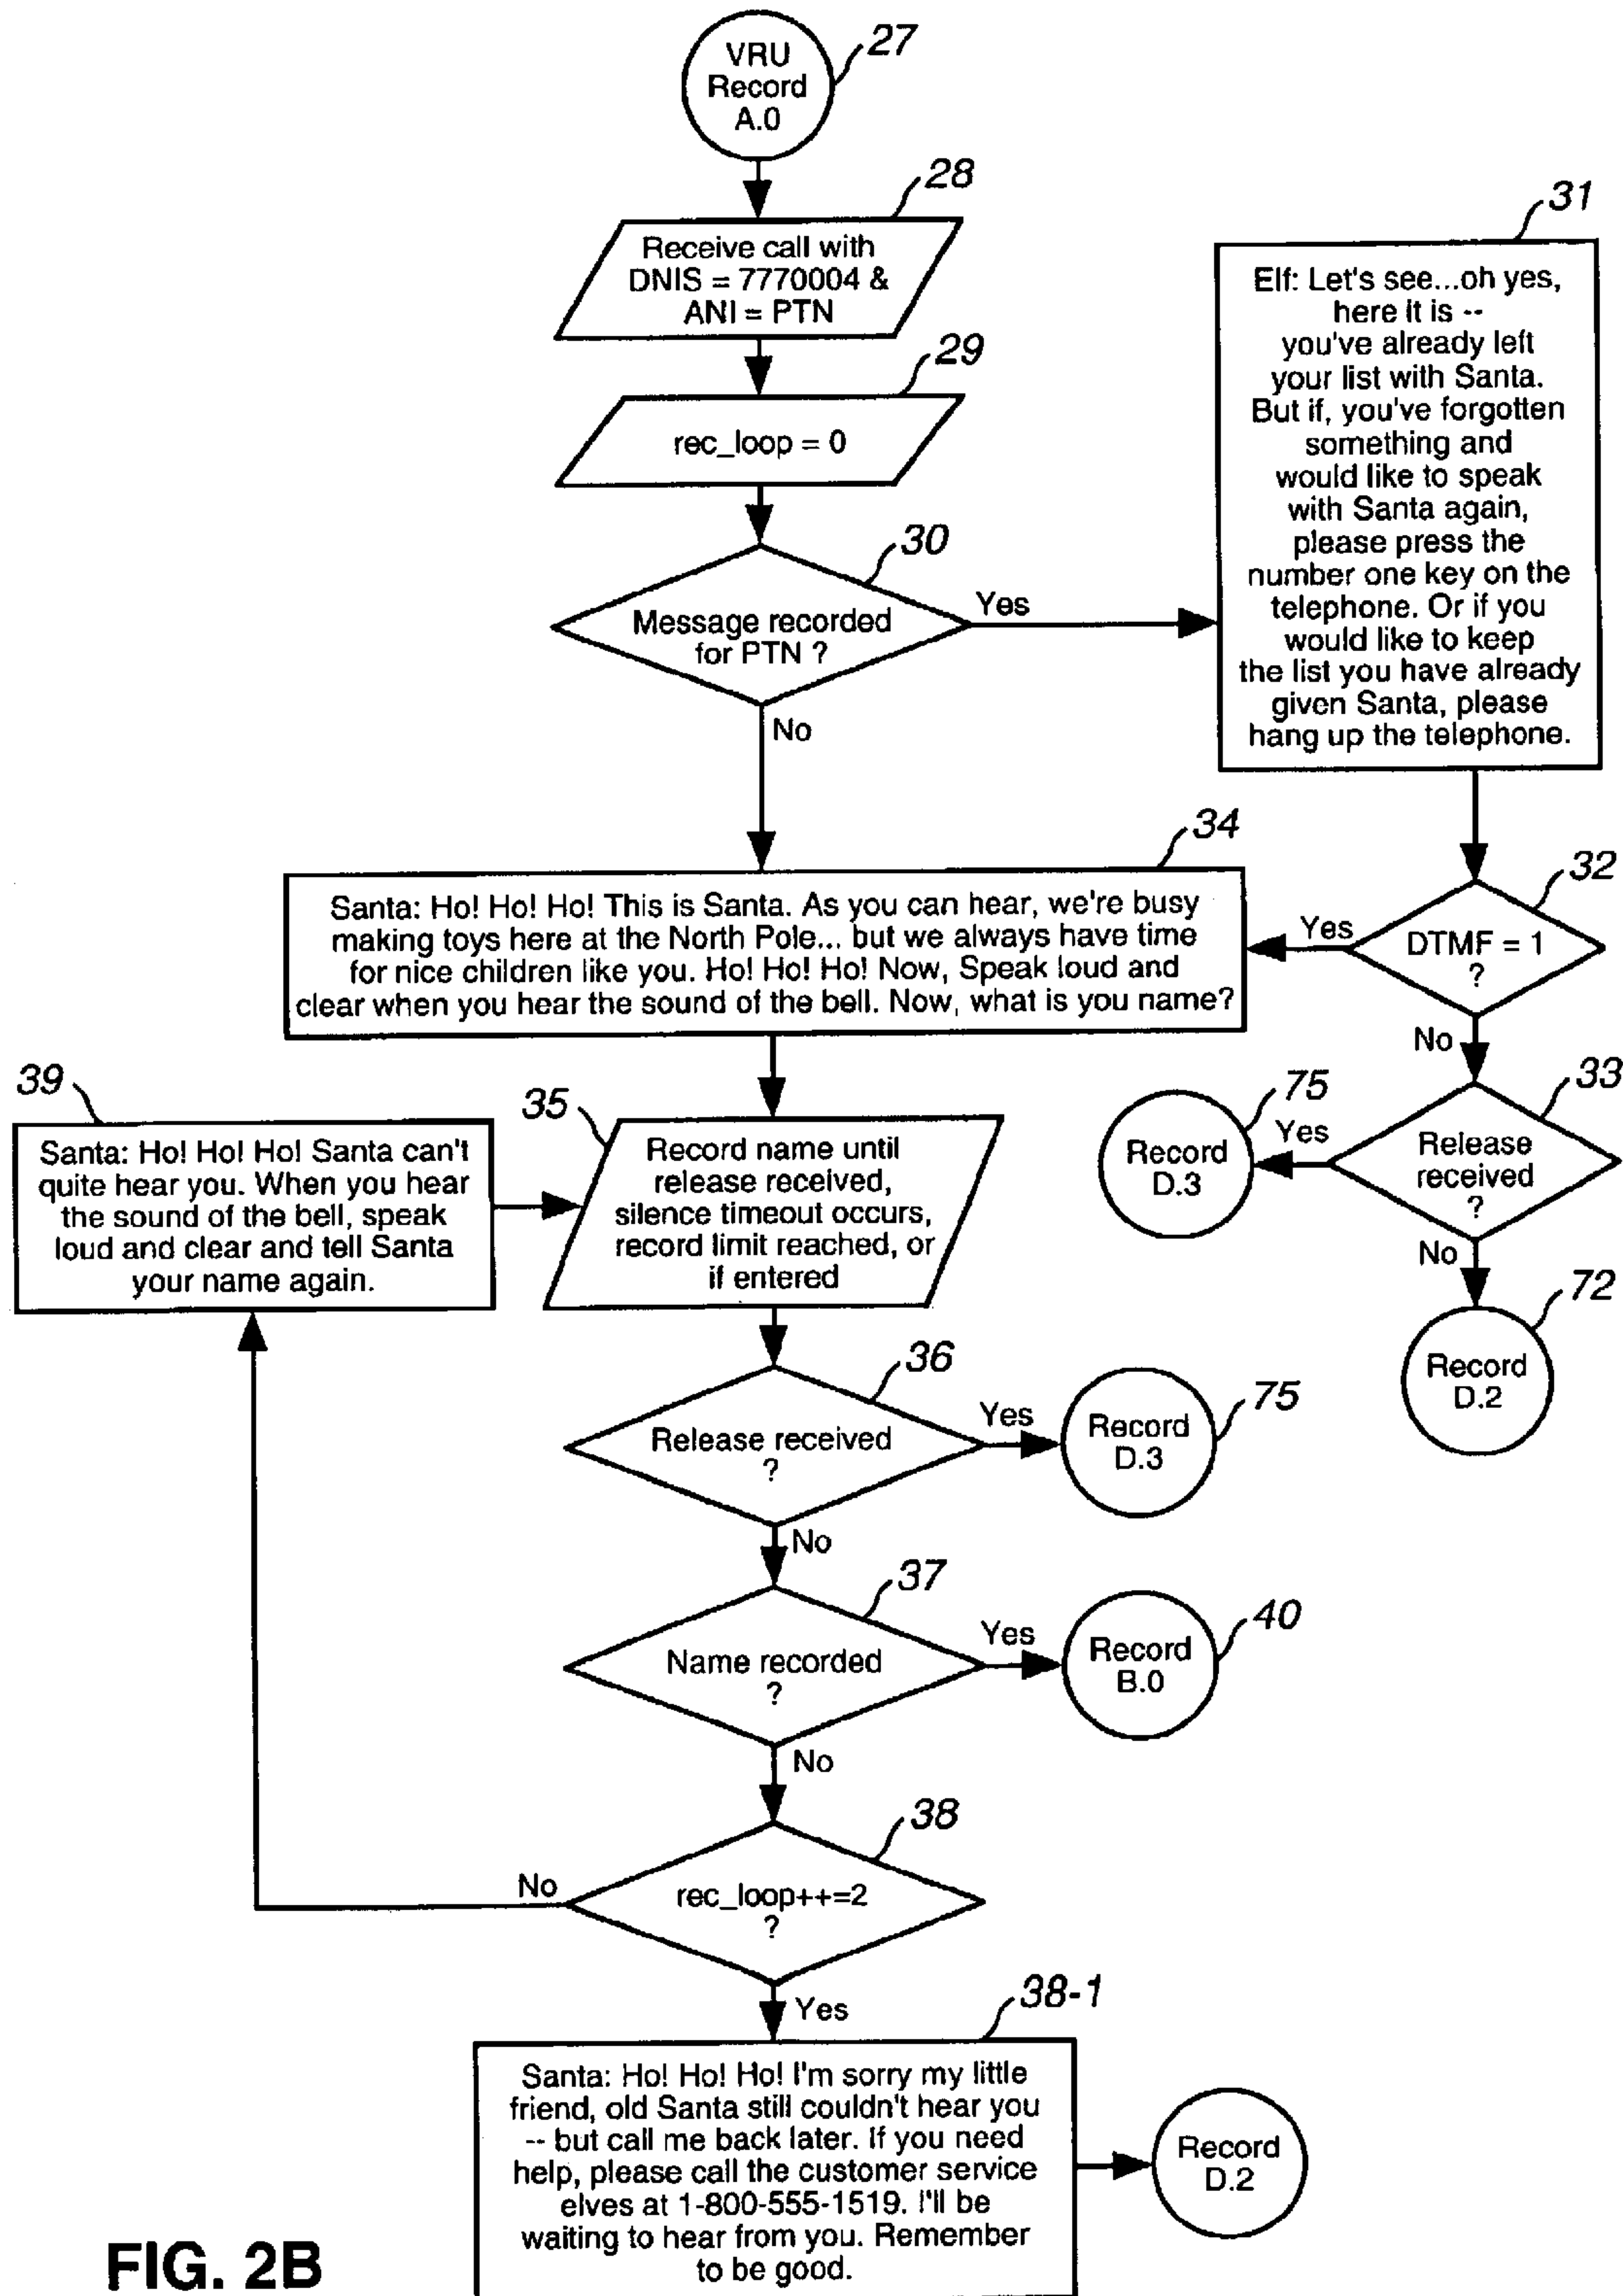 VRU
Record
A.0
27
28
Receive call with
DNIS = 7770004 &
ANI = PTN
29
rec_loop = 0
30
Message recorded
for PTN ?
Yes
No
31
Elf: Let's see...oh yes,
here it is --
you've already left
your list with Santa.
But if, you've forgotten
something and
would like to speak
with Santa again,
please press the
number one key on the
telephone. Or if you
would like to keep
the list you have already
given Santa, please
hang up the telephone.
32
DTMF = 1
?
Yes
No
33
Release
received
?
Yes
No
75
Record
D.3
72
Record
D.2
34
Santa: Ho! Ho! Ho! This is Santa. As you can hear, we're busy
making toys here at the North Pole... but we always have time
for nice children like you. Ho! Ho! Ho! Now, Speak loud and
clear when you hear the sound of the bell. Now, what is you name?
39
Santa: Ho! Ho! Ho! Santa can't
quite hear you. When you hear
the sound of the bell, speak
loud and clear and tell Santa
your name again.
35
Record name until
release received,
silence timeout occurs,
record limit reached, or
if entered
36
Release received
?
Yes
No
75
Record
D.3
37
Name recorded
?
Yes
No
40
Record
B.0
38
rec_loop++=2
?
No
Yes
38-1
Santa: Ho! Ho! Ho! I'm sorry my little
friend, old Santa still couldn't hear you
-- but call me back later. If you need
help, please call the customer service
elves at 1-800-555-1519. I'll be
waiting to hear from you. Remember
to be good.
Record
D.2
FIG. 2B